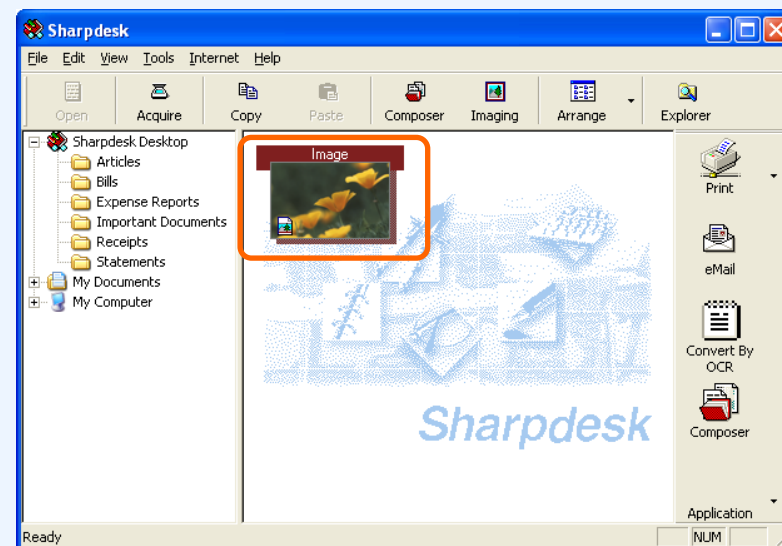 Sharpdesk
File Edit View Tools Internet Help
Open Acquire Copy Paste Composer Imaging Arrange Explorer
Sharpdesk Desktop
Articles
Bills
Expense Reports
Important Documents
Receipts
Statements
My Documents
My Computer
Image
Sharpdesk
Print
eMail
Convert By
OCR
Composer
Application
Ready NUM